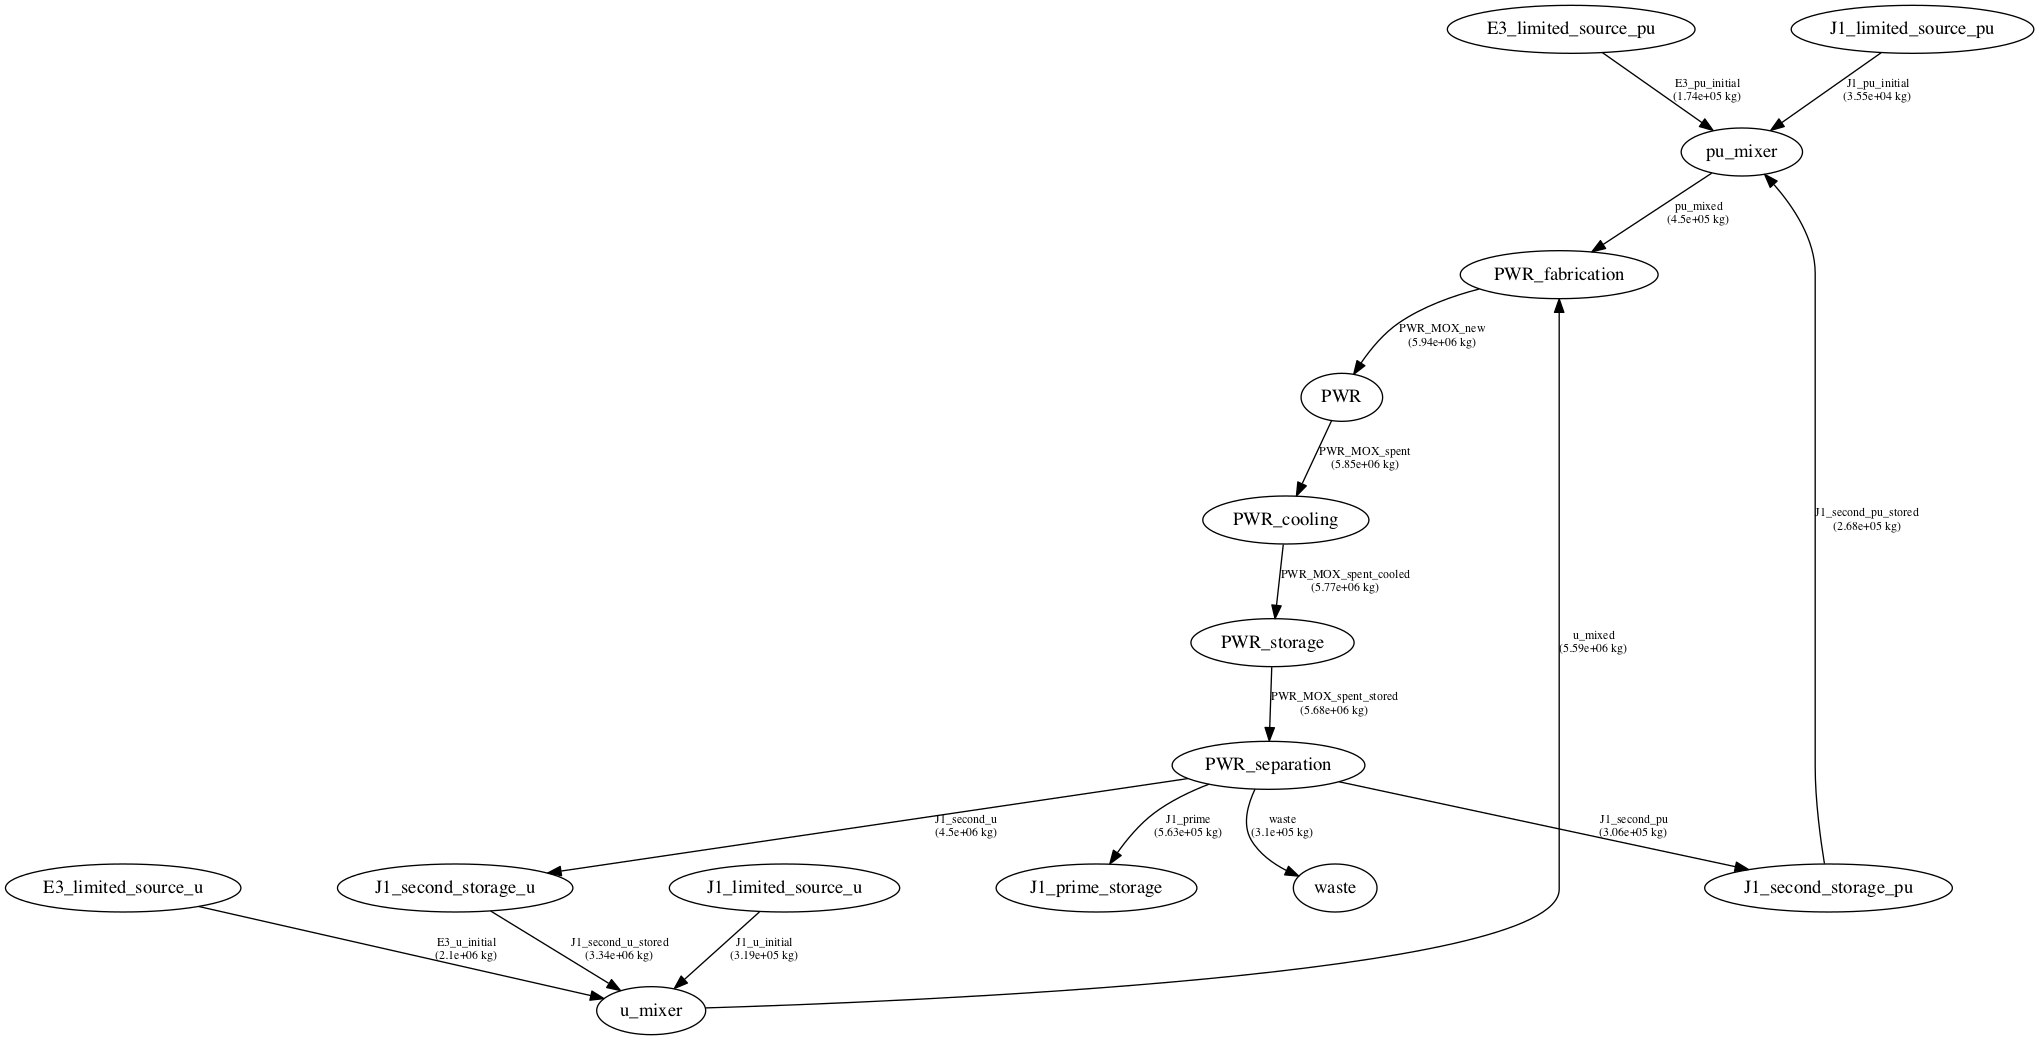 E3_limited_source_pu
J1_limited_source_pu
E3_pu_initial
(1.74e+05 kg)
J1_pu_initial
(3.55e+04 kg)
pu_mixer
pu_mixed
(4.5e+05 kg)
PWR_fabrication
PWR_MOX_new
(5.94e+06 kg)
PWR
PWR_MOX_spent
(5.85e+06 kg)
PWR_cooling
J1_second_pu_stored
(2.68e+05 kg)
PWR_MOX_spent_cooled
(5.77e+06 kg)
PWR_storage
u_mixed
(5.59e+06 kg)
PWR_MOX_spent_stored
(5.68e+06 kg)
PWR_separation
J1_second_u
(4.5e+06 kg)
J1_prime
(5.63e+05 kg)
waste
(3.1e+05 kg)
J1_second_pu
(3.06e+05 kg)
E3_limited_source_u
J1_second_storage_u
J1_limited_source_u
J1_prime_storage
waste
J1_second_storage_pu
E3_u_initial
(2.1e+06 kg)
J1_second_u_stored
(3.34e+06 kg)
J1_u_initial
(3.19e+05 kg)
u_mixer